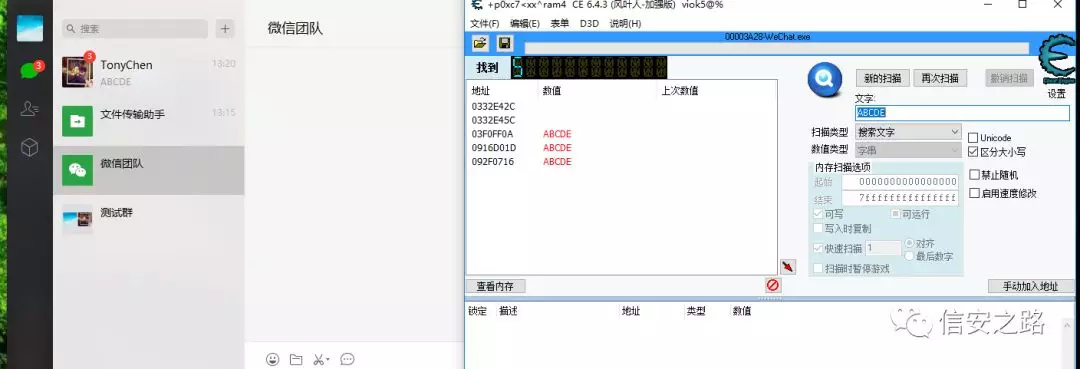 搜索
+
微信团队
TonyChen
13:20
ABCDE
5
3
文件传输助手
13:15
微信团队
测试群
+p0xc7<xx^ram4 CE 6.4.3 (风叶人-加强版) viok5@%
文件(F) 编辑(E) 表单 D3D 说明(H)
00003A28-WeChat.exe
找到 5
地址 数值 上次数值
0332E42C
0332E45C
03F0FF0A ABCDE
0916D01D ABCDE
092F0716 ABCDE
新的扫描 再次扫描 撤销扫描
设置
文字:
ABCDE
扫描类型 搜索文字
数值类型 字串
Unicode
区分大小写
内存扫描选项
起始 0000000000000000
结束 7fffffffffffffff
可写 可运行
写入时复制
快速扫描 1 对齐
最后数字
扫描时暂停游戏
禁止随机
启用速度修改
查看内存
手动加入地址
锁定 描述 地址 类型 数值
信安之路